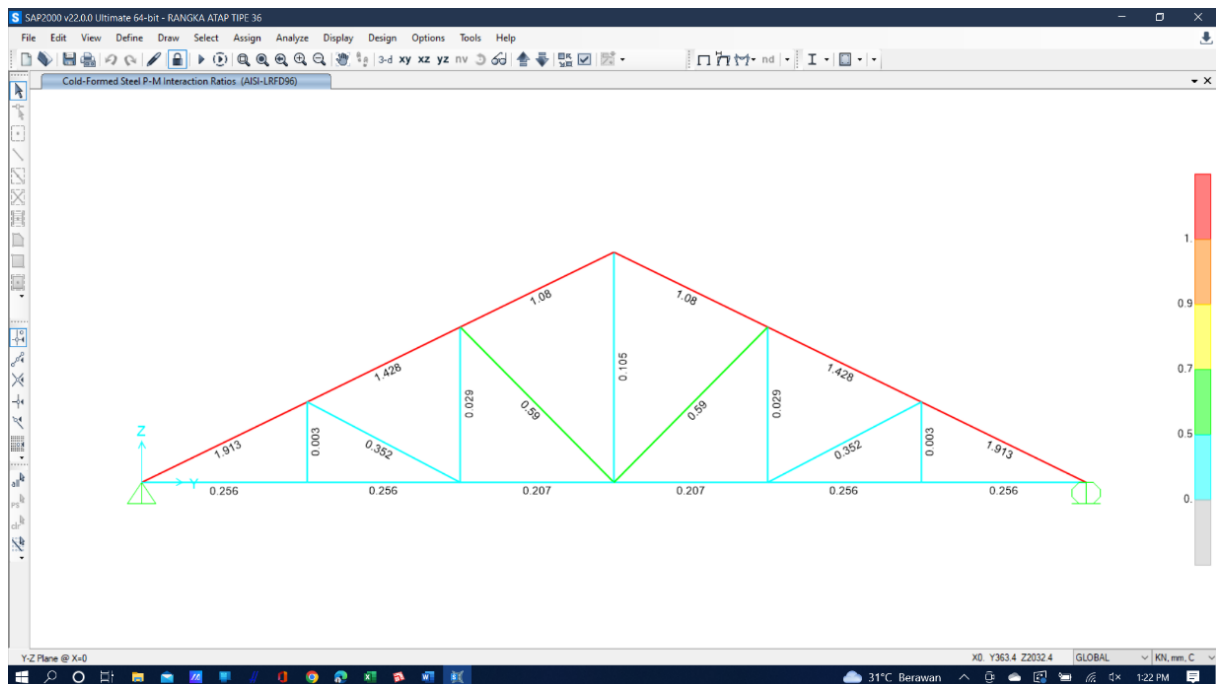 S SAP2000 v22.0.0 Ultimate 64-bit - RANGKA ATAP TIPE 36
File Edit View Define Draw Select Assign Analyze Display Design Options Tools Help
3-d xy xz yz nv nd
Cold-Formed Steel P-M Interaction Ratios (AISI-LRFD96)
1.
1.08 1.08
0.9
1.428 0.105 1.428
0.7
0.59 0.029 0.59 0.029
0.5
1.913 0.003 0.352 0.352 0.003 1.913
Z
Y
0.256 0.256 0.207 0.207 0.256 0.256
0.
all
PS
clr
Y-Z Plane @ X=0 X0. Y363.4 Z2032.4 GLOBAL KN, mm, C
31°C Berawan 1:22 PM